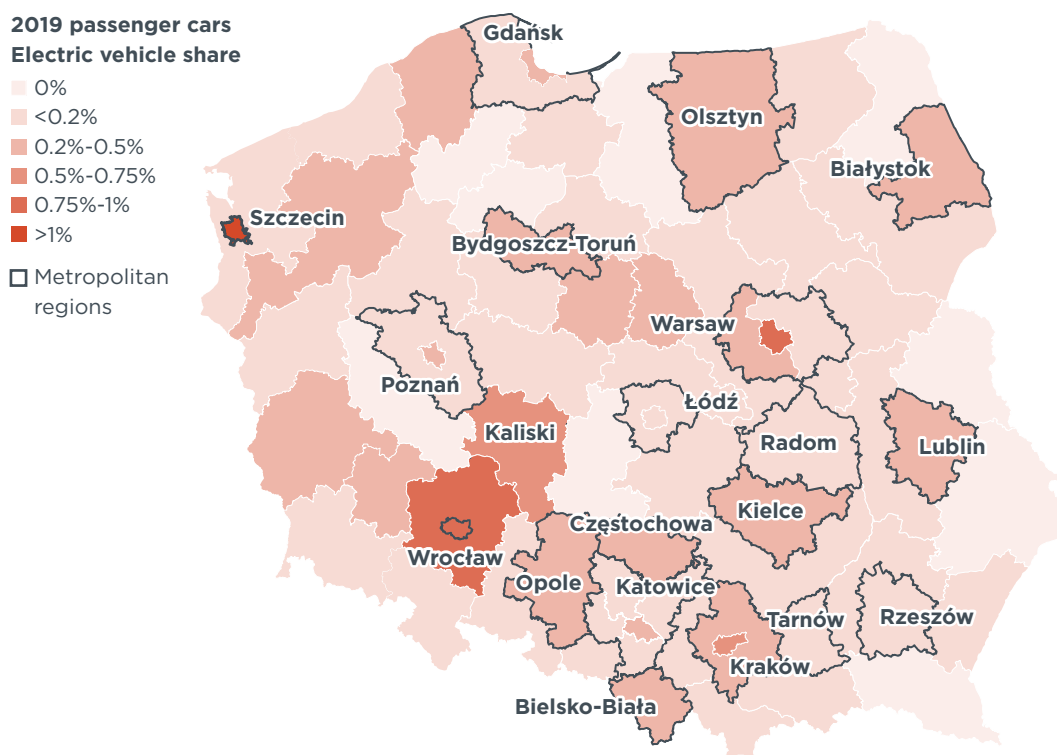 2019 passenger cars
Electric vehicle share
0%
<0.2%
0.2%-0.5%
0.5%-0.75%
0.75%-1%
>1%
Metropolitan
regions
Gdańsk
Olsztyn
Białystok
Szczecin
Bydgoszcz-Toruń
Warsaw
Poznań
Łódź
Kaliski
Radom
Lublin
Kielce
Częstochowa
Wrocław
Opole
Katowice
Tarnów
Rzeszów
Kraków
Bielsko-Biała